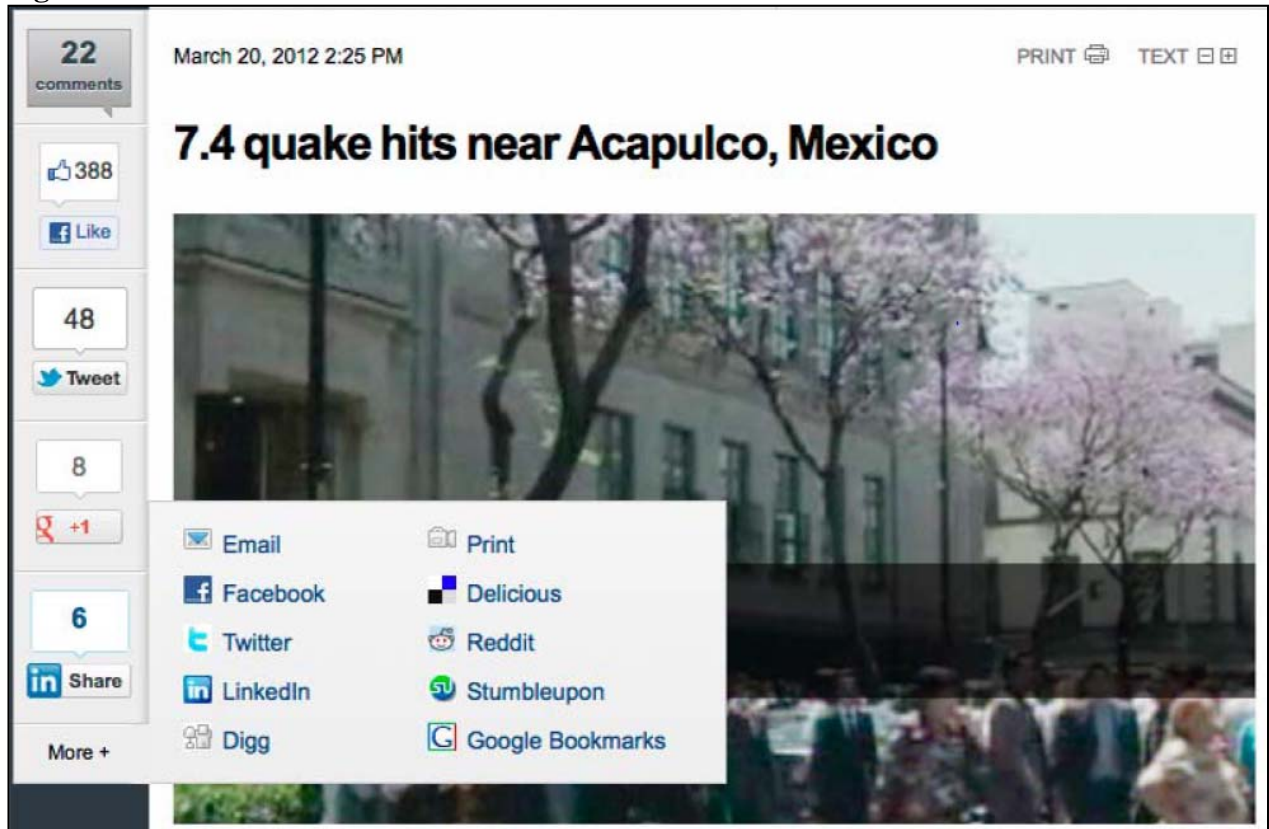 22
comments
March 20, 2012 2:25 PM
PRINT TEXT
7.4 quake hits near Acapulco, Mexico
388
Like
48
Tweet
8
+1
6
in Share
More +
Email Print
Facebook Delicious
Twitter Reddit
LinkedIn Stumbleupon
Digg Google Bookmarks